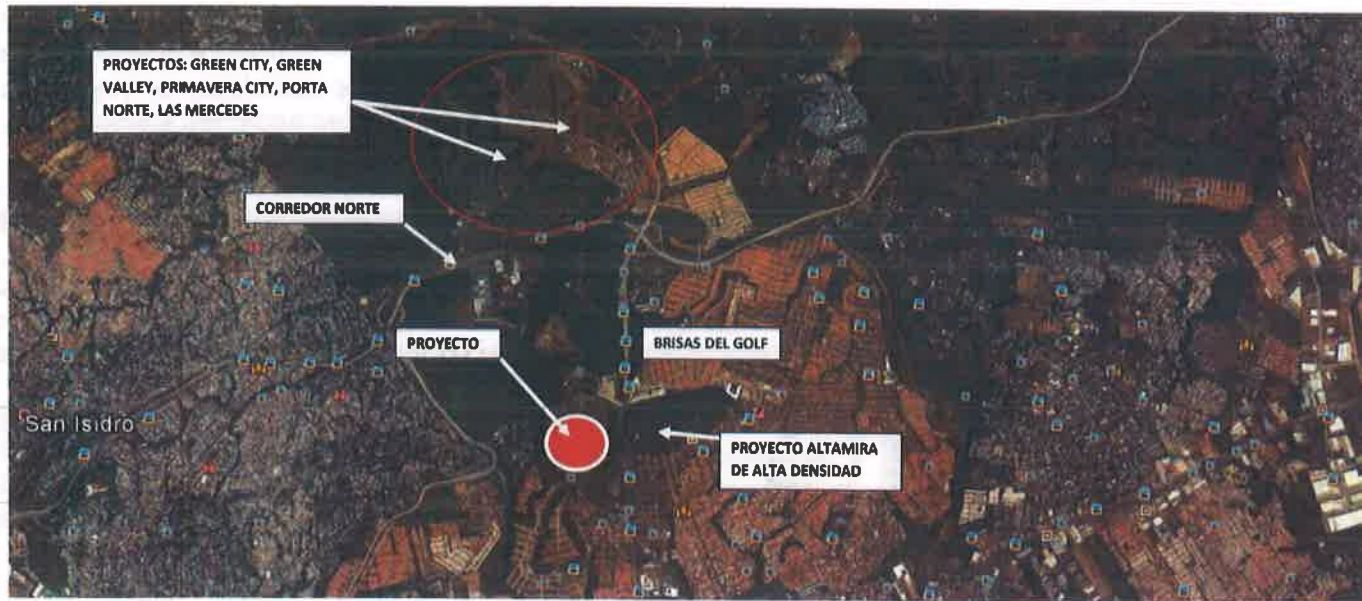 PROYECTOS: GREEN CITY, GREEN
VALLEY, PRIMAVERA CITY, PORTA
NORTE, LAS MERCEDES
CORREDOR NORTE
PROYECTO
BRISAS DEL GOLF
San Isidro
PROYECTO ALTAMIRA
DE ALTA DENSIDAD